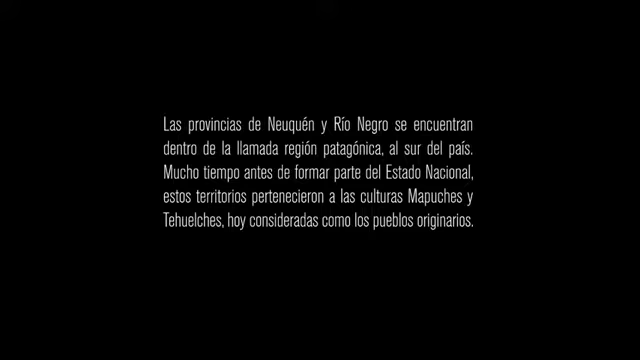 Las provincias de Neuquén y Río Negro se encuentran
dentro de la llamada región patagónica, al sur del país.
Mucho tiempo antes de formar parte del Estado Nacional,
estos territorios pertenecieron a las culturas Mapuches y
Tehuelches, hoy consideradas como los pueblos originarios.